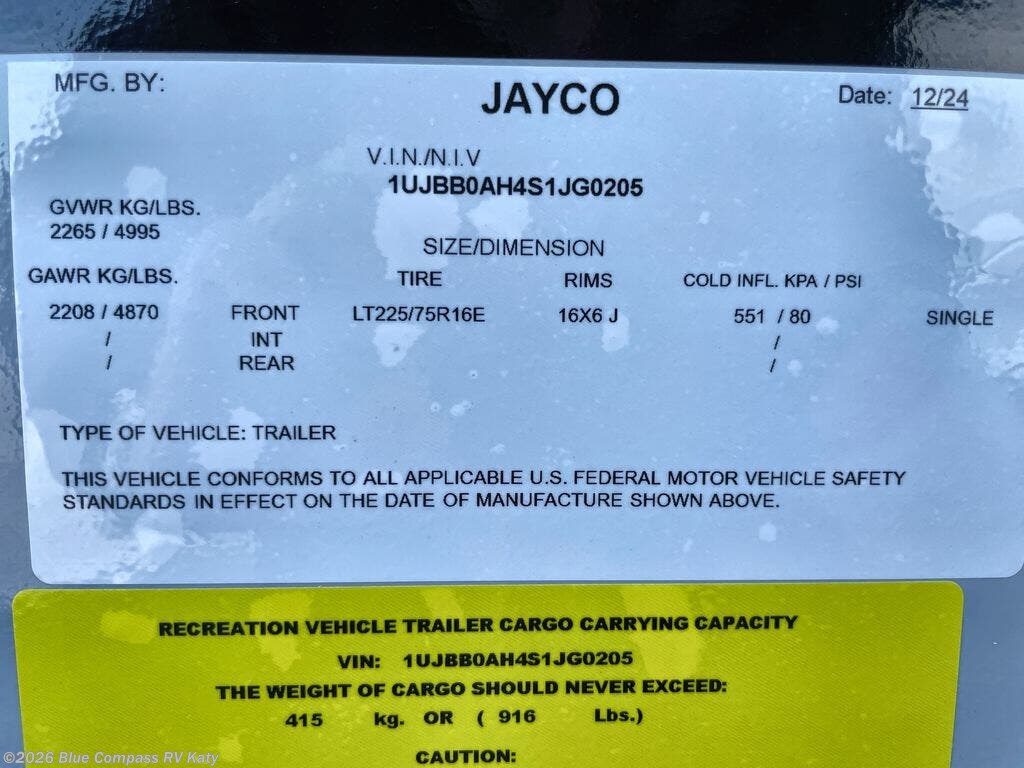 MFG. BY: JAYCO Date: 12/24
V.I.N./N.I.V
1UJBB0AH4S1JG0205
GVWR KG/LBS.
2265 / 4995
SIZE/DIMENSION
GAWR KG/LBS. TIRE RIMS COLD INFL. KPA / PSI
2208 / 4870 FRONT LT225/75R16E 16X6 J 551 / 80 SINGLE
/ INT /
/ REAR /
TYPE OF VEHICLE: TRAILER
THIS VEHICLE CONFORMS TO ALL APPLICABLE U.S. FEDERAL MOTOR VEHICLE SAFETY
STANDARDS IN EFFECT ON THE DATE OF MANUFACTURE SHOWN ABOVE.
RECREATION VEHICLE TRAILER CARGO CARRYING CAPACITY
VIN: 1UJBB0AH4S1JG0205
THE WEIGHT OF CARGO SHOULD NEVER EXCEED:
415 kg. OR ( 916 Lbs.)
CAUTION:
©2026 Blue Compass RV Katy